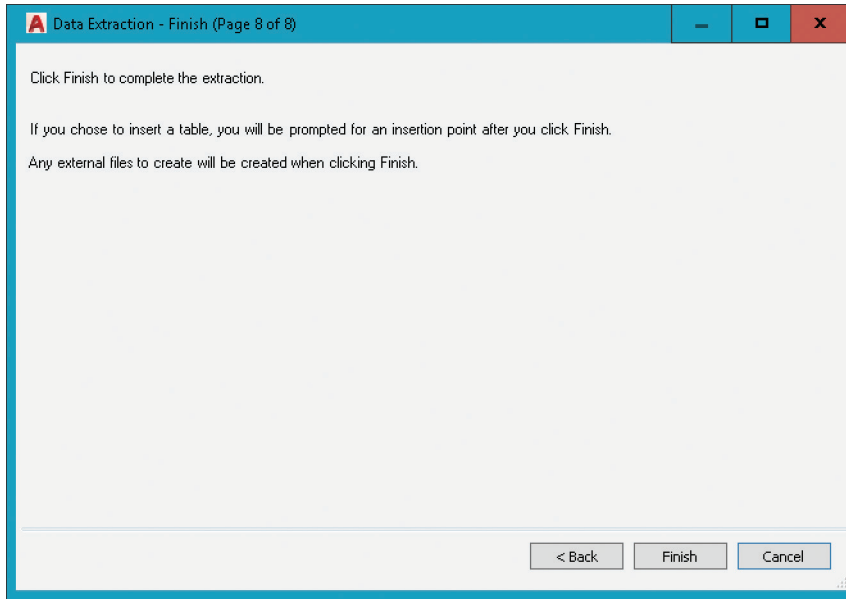 Data Extraction - Finish (Page 8 of 8)
Click Finish to complete the extraction.
If you chose to insert a table, you will be prompted for an insertion point after you click Finish.
Any external files to create will be created when clicking Finish.
< Back Finish Cancel